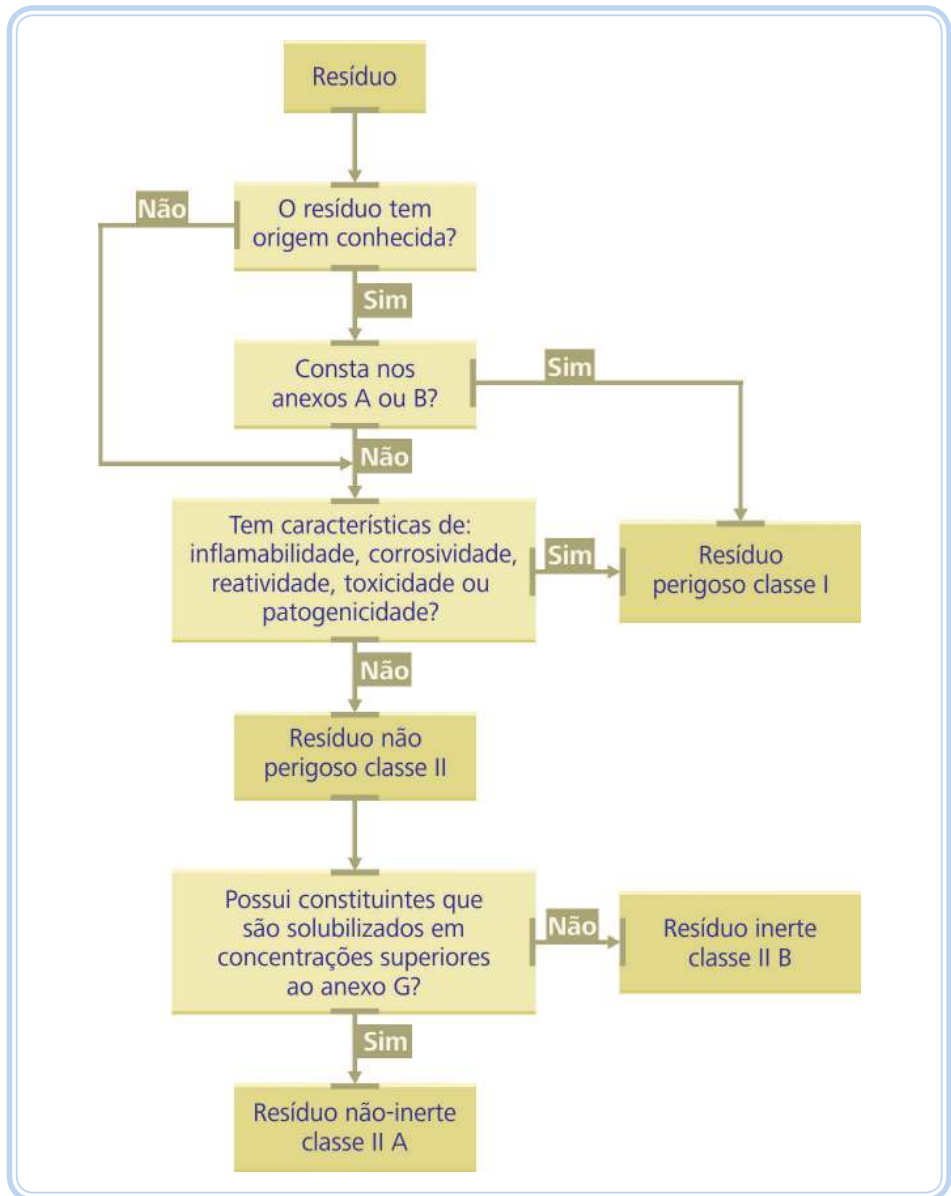 Resíduo
Não
O resíduo tem
origem conhecida?
Sim
Consta nos
anexos A ou B?
Sim
Não
Tem características de:
inflamabilidade, corrosividade,
reatividade, toxicidade ou
patogenicidade?
Sim
Resíduo
perigoso classe I
Não
Resíduo não
perigoso classe II
Possui constituintes que
são solubilizados em
concentrações superiores
ao anexo G?
Não
Resíduo inerte
classe II B
Sim
Resíduo não-inerte
classe II A